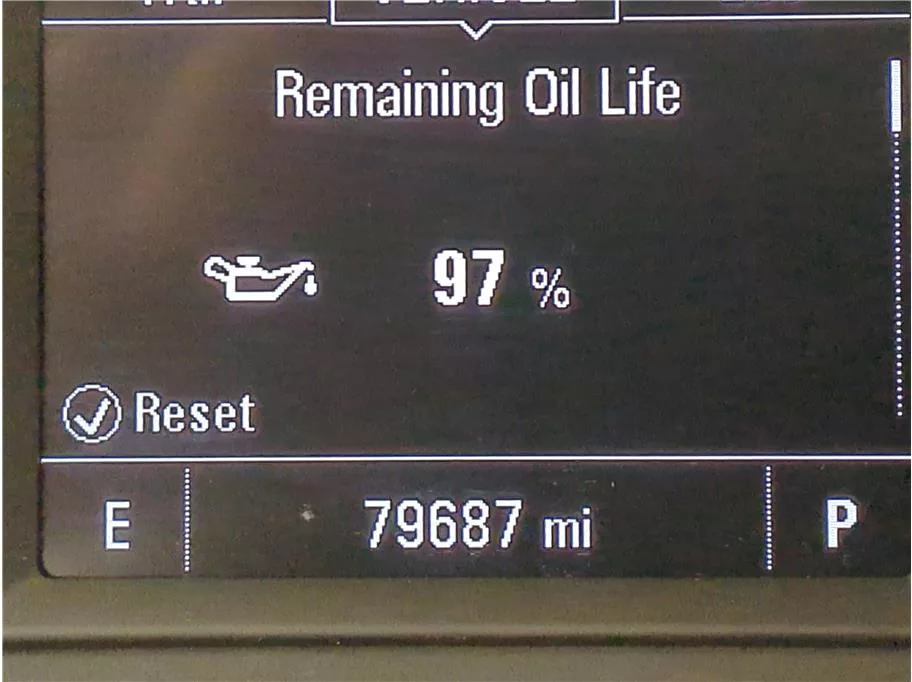 Remaining Oil Life
97 %
Reset
E 79687 mi P